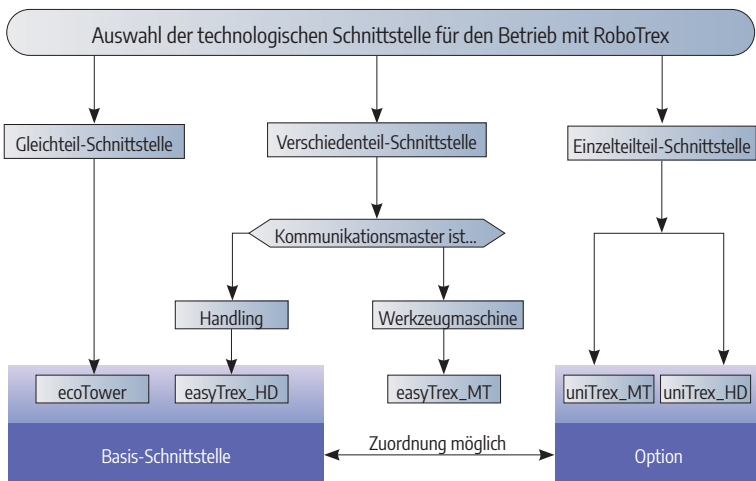 Auswahl der technologischen Schnittstelle für den Betrieb mit RoboTrex
Gleichteil-Schnittstelle
Verschiedenteil-Schnittstelle
Einzelteilteil-Schnittstelle
Kommunikationsmaster ist...
Handling
Werkzeugmaschine
ecoTower
easyTrex_HD
easyTrex_MT
uniTrex_MT
uniTrex_HD
Basis-Schnittstelle
Zuordnung möglich
Option